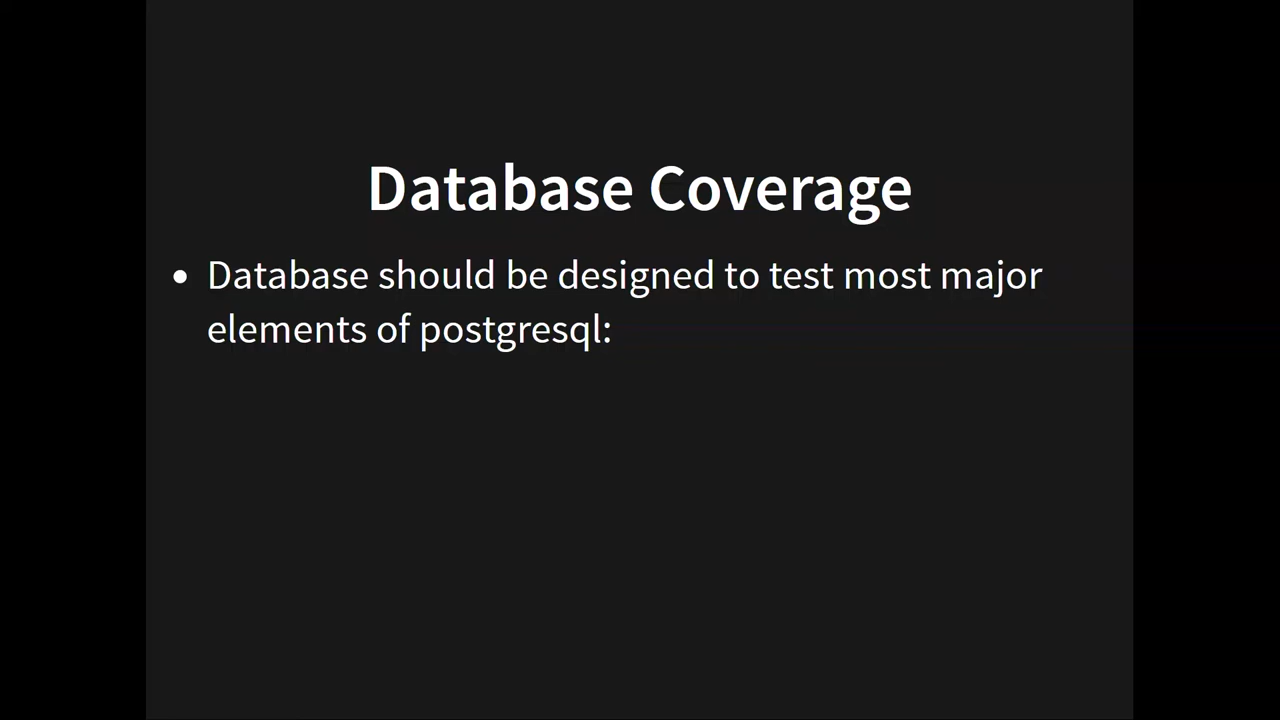 Database Coverage
• Database should be designed to test most major
elements of postgresql: